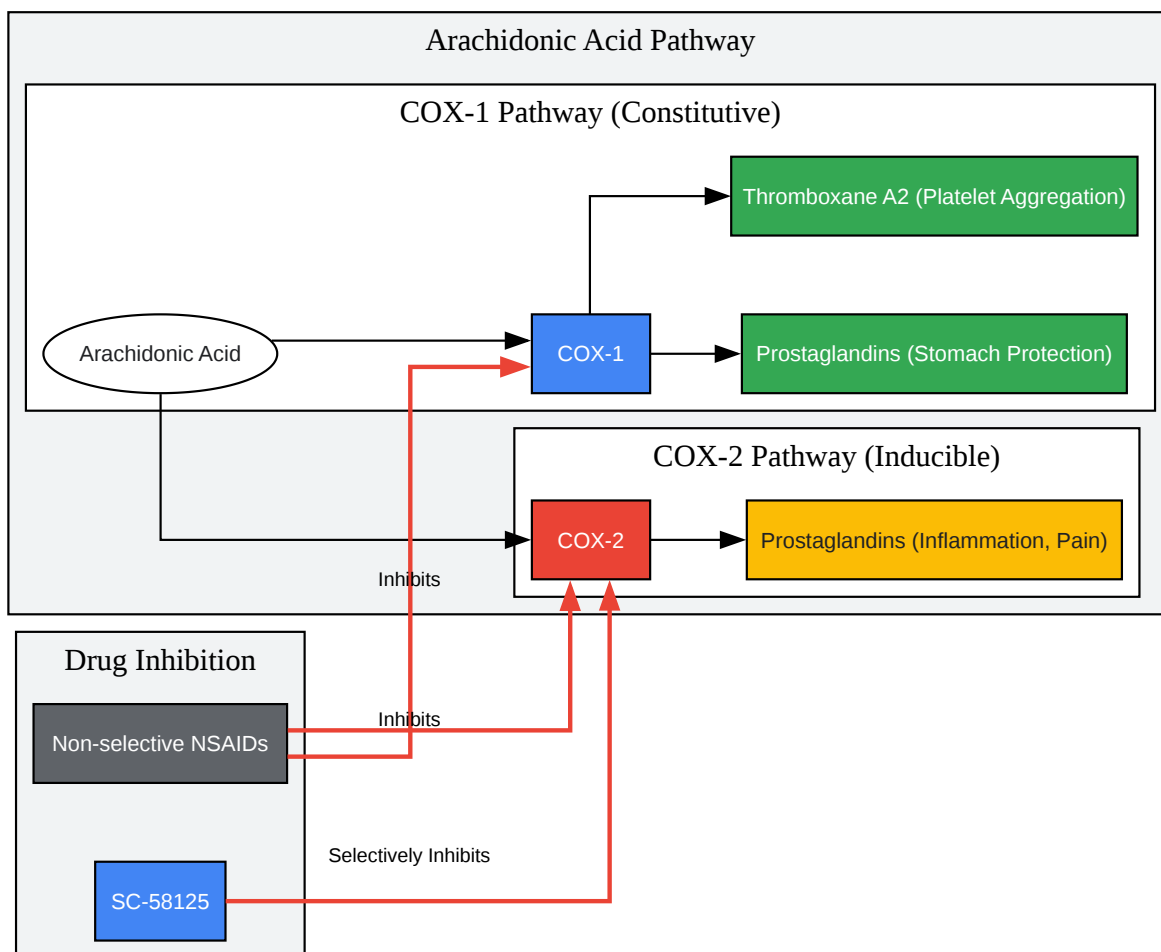 Arachidonic Acid Pathway
COX-1 Pathway (Constitutive)
Thromboxane A2 (Platelet Aggregation)
Arachidonic Acid
COX-1
Prostaglandins (Stomach Protection)
COX-2 Pathway (Inducible)
COX-2
Prostaglandins (Inflammation, Pain)
Inhibits
Drug Inhibition
Non-selective NSAIDs
Inhibits
Selectively Inhibits
SC-58125